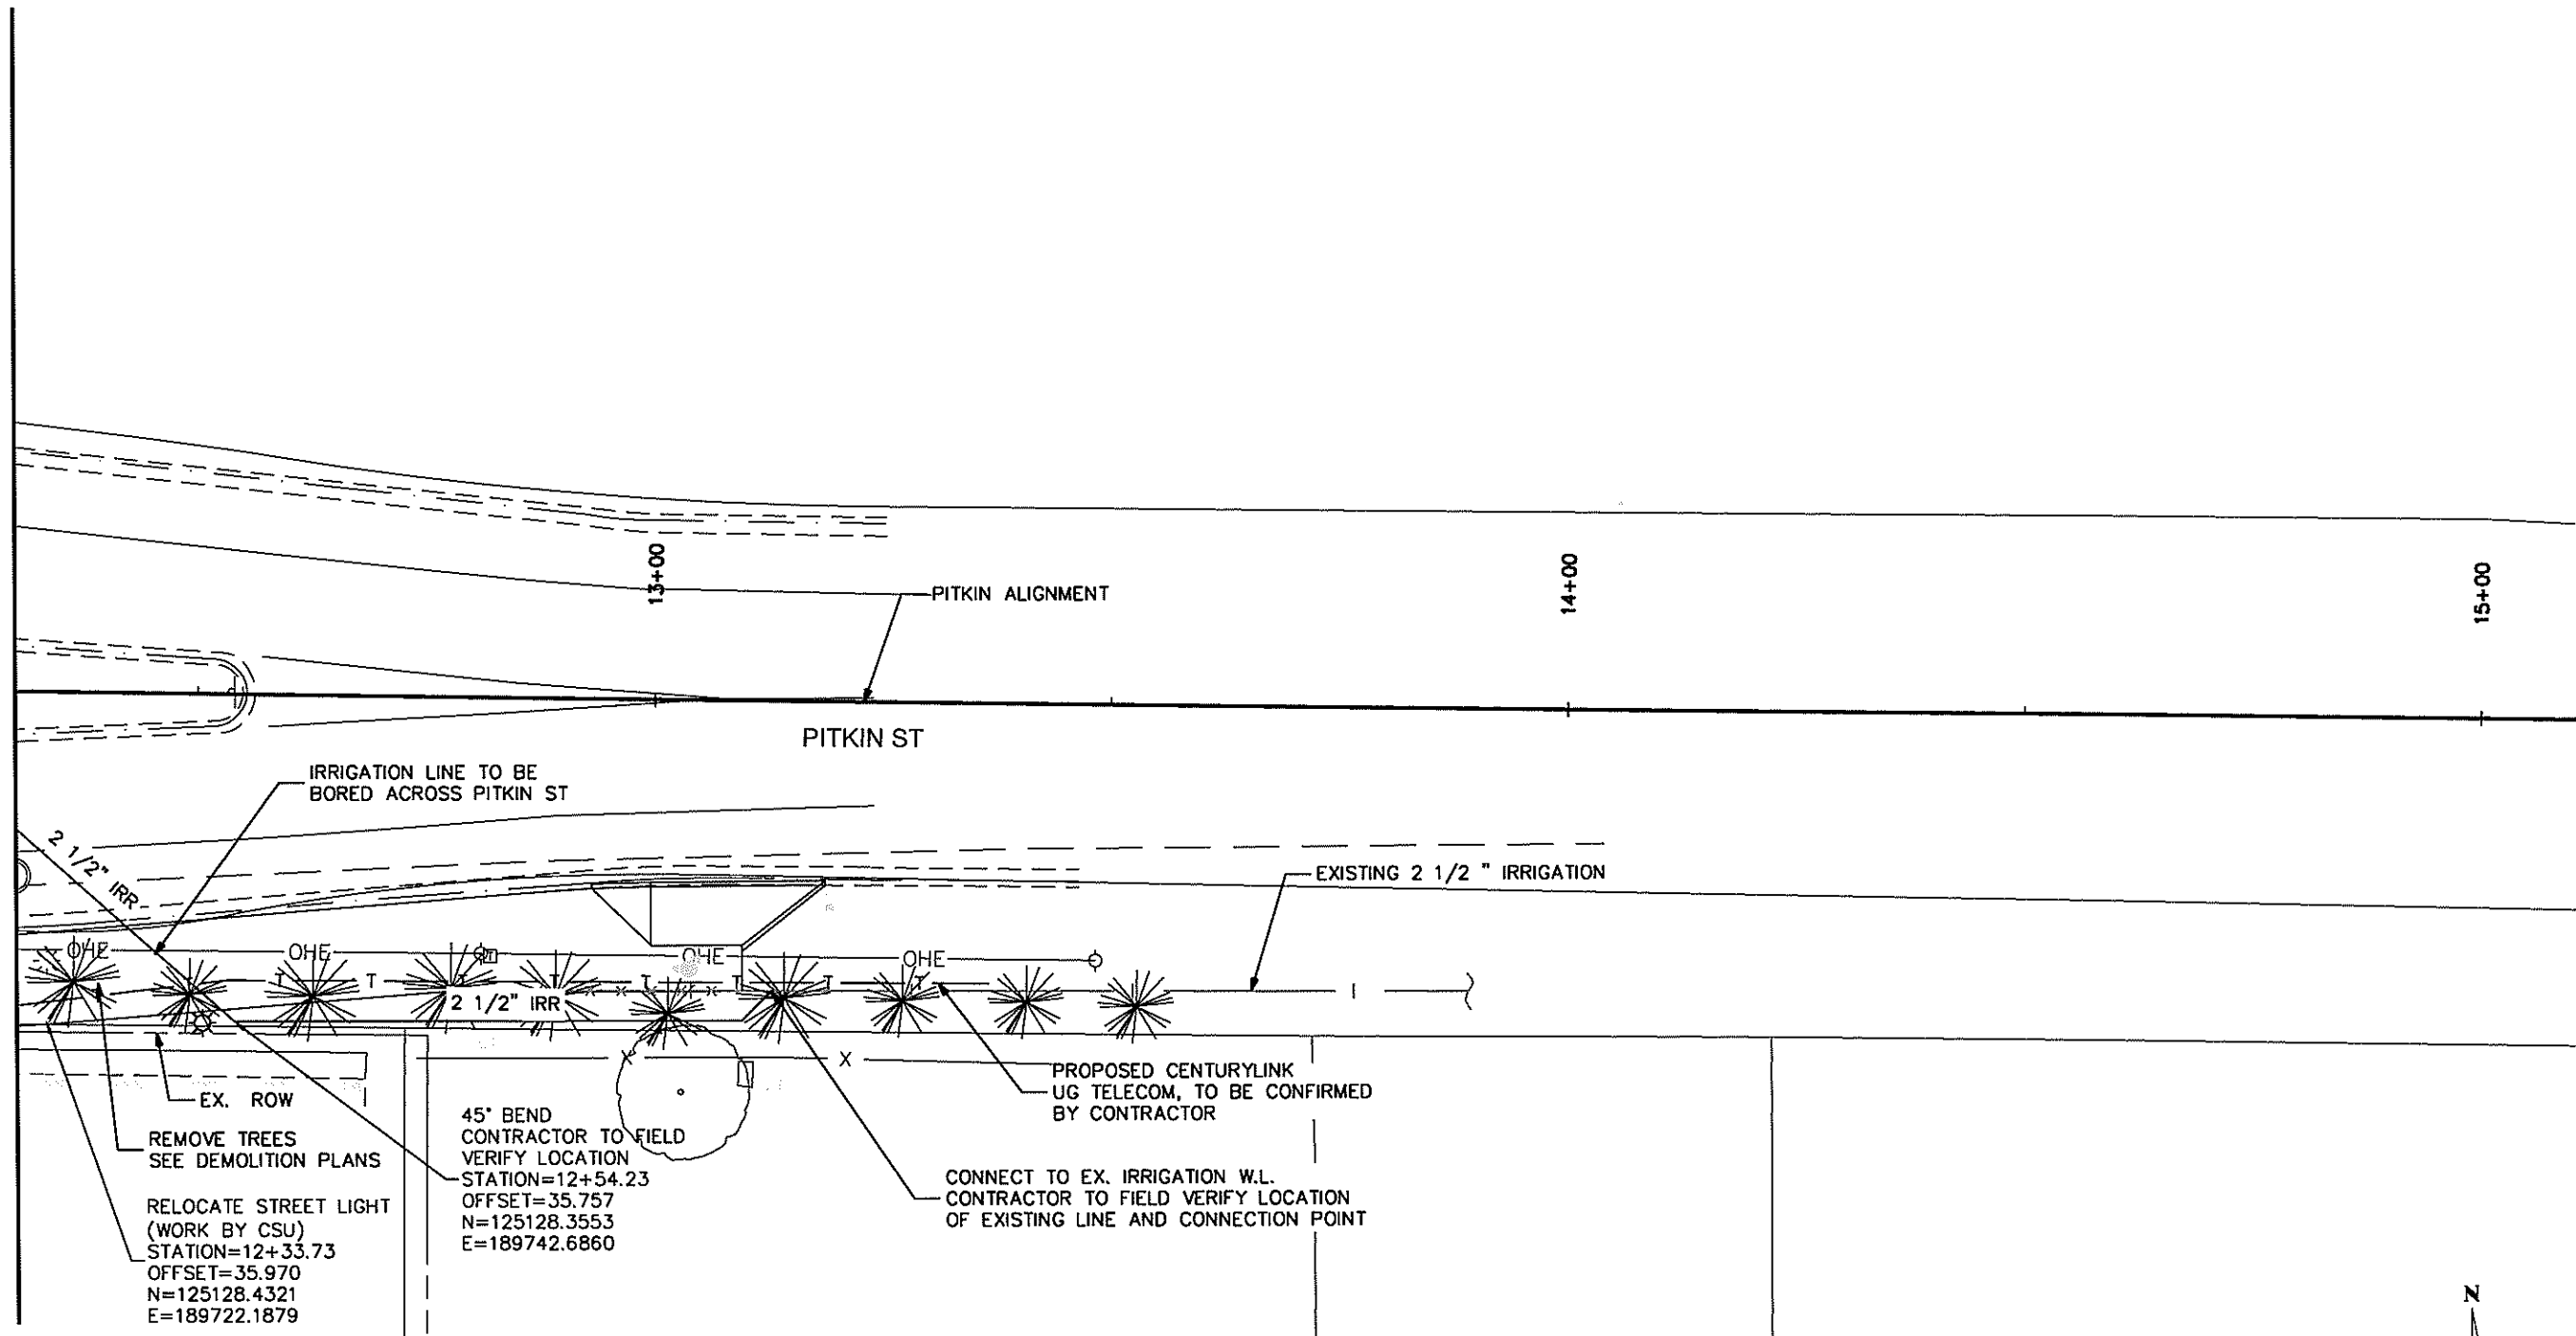 13+00
14+00
15+00
PITKIN ALIGNMENT
PITKIN ST
IRRIGATION LINE TO BE
BORED ACROSS PITKIN ST
2 1/2" IRR
EXISTING 2 1/2 " IRRIGATION
OHE
OHE
OHE
OHE
T
T
T
T
T
T
T
T
I
2 1/2" IRR
X
X
EX. ROW
REMOVE TREES
SEE DEMOLITION PLANS
RELOCATE STREET LIGHT
(WORK BY CSU)
STATION=12+33.73
OFFSET=35.970
N=125128.4321
E=189722.1879
45° BEND
CONTRACTOR TO FIELD
VERIFY LOCATION
STATION=12+54.23
OFFSET=35.757
N=125128.3553
E=189742.6860
PROPOSED CENTURYLINK
UG TELECOM, TO BE CONFIRMED
BY CONTRACTOR
CONNECT TO EX. IRRIGATION W.L.
CONTRACTOR TO FIELD VERIFY LOCATION
OF EXISTING LINE AND CONNECTION POINT
N